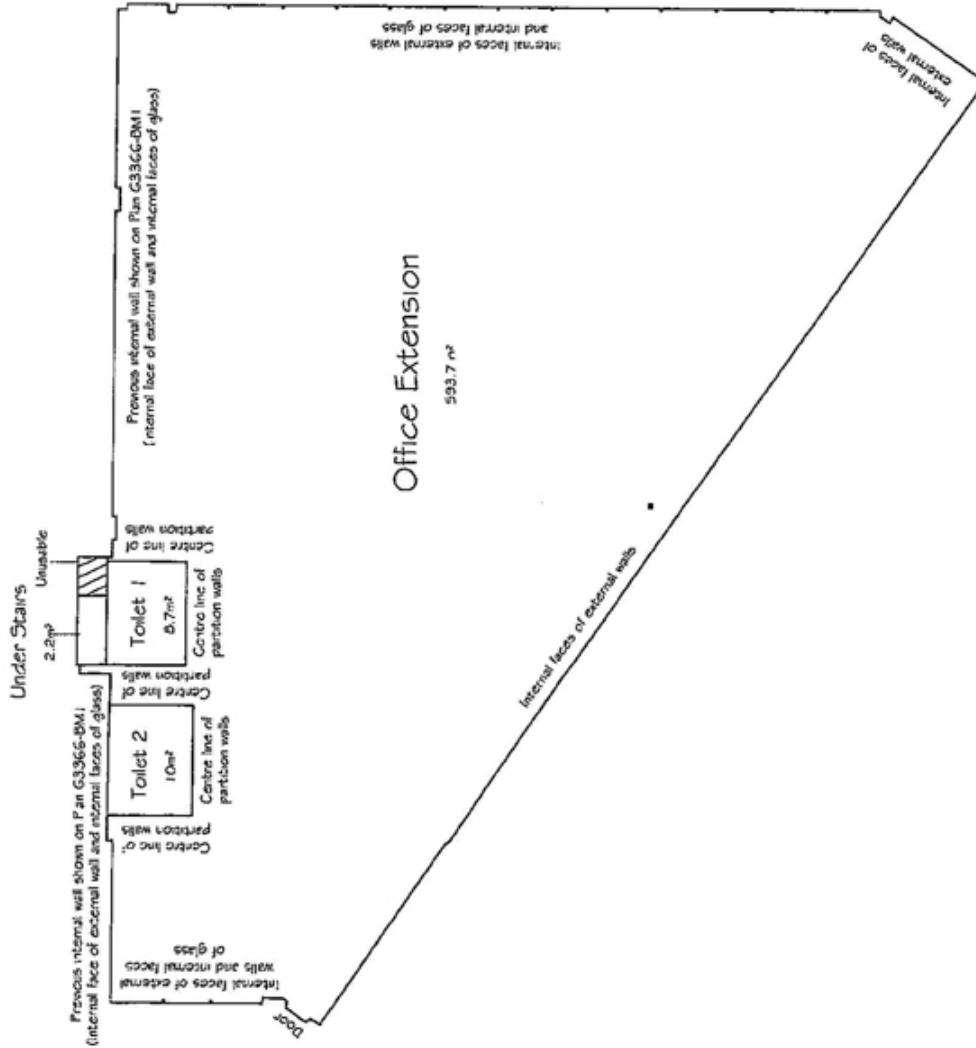 Under Stairs
2.2m²
Unusable
Previous internal wall shown on Plan G3366-BM1
(internal face of external wall and internal faces of glass)
Previous internal wall shown on Plan G3366-BM1
(internal face of external wall and internal faces of glass)
Toilet 2
10m²
Toilet 1
8.7m²
Centre line of
partition walls
Centre line of
partition walls
Centre line of
partition walls
Centre line of
partition walls
Centre line of
partition walls
Internal faces of external
walls and internal faces
of glass
Door
Office Extension
593.7 m²
Internal faces of external walls
Internal faces of external walls
and internal faces of glass
Internal faces of
external walls